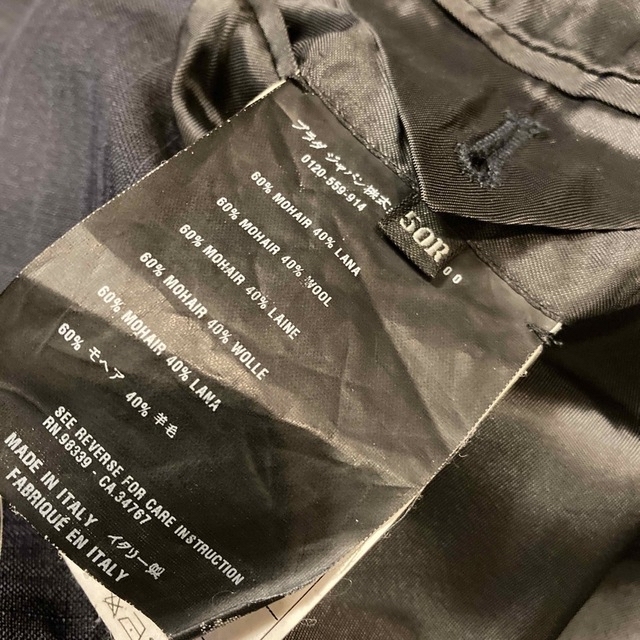 プラダ ジャパン株式
0120-559-914
50R
00
60% MOHAIR 40% LANA
60% MOHAIR 40% WOOL
60% MOHAIR 40% LAINE
60% MOHAIR 40% WOLLE
60% MOHAIR 40% LANA
60% モヘア 40% 羊毛
SEE REVERSE FOR CARE INSTRUCTION
RN.98339 - CA.34767
MADE IN ITALY イタリー製
FABRIQUÉ EN ITALY